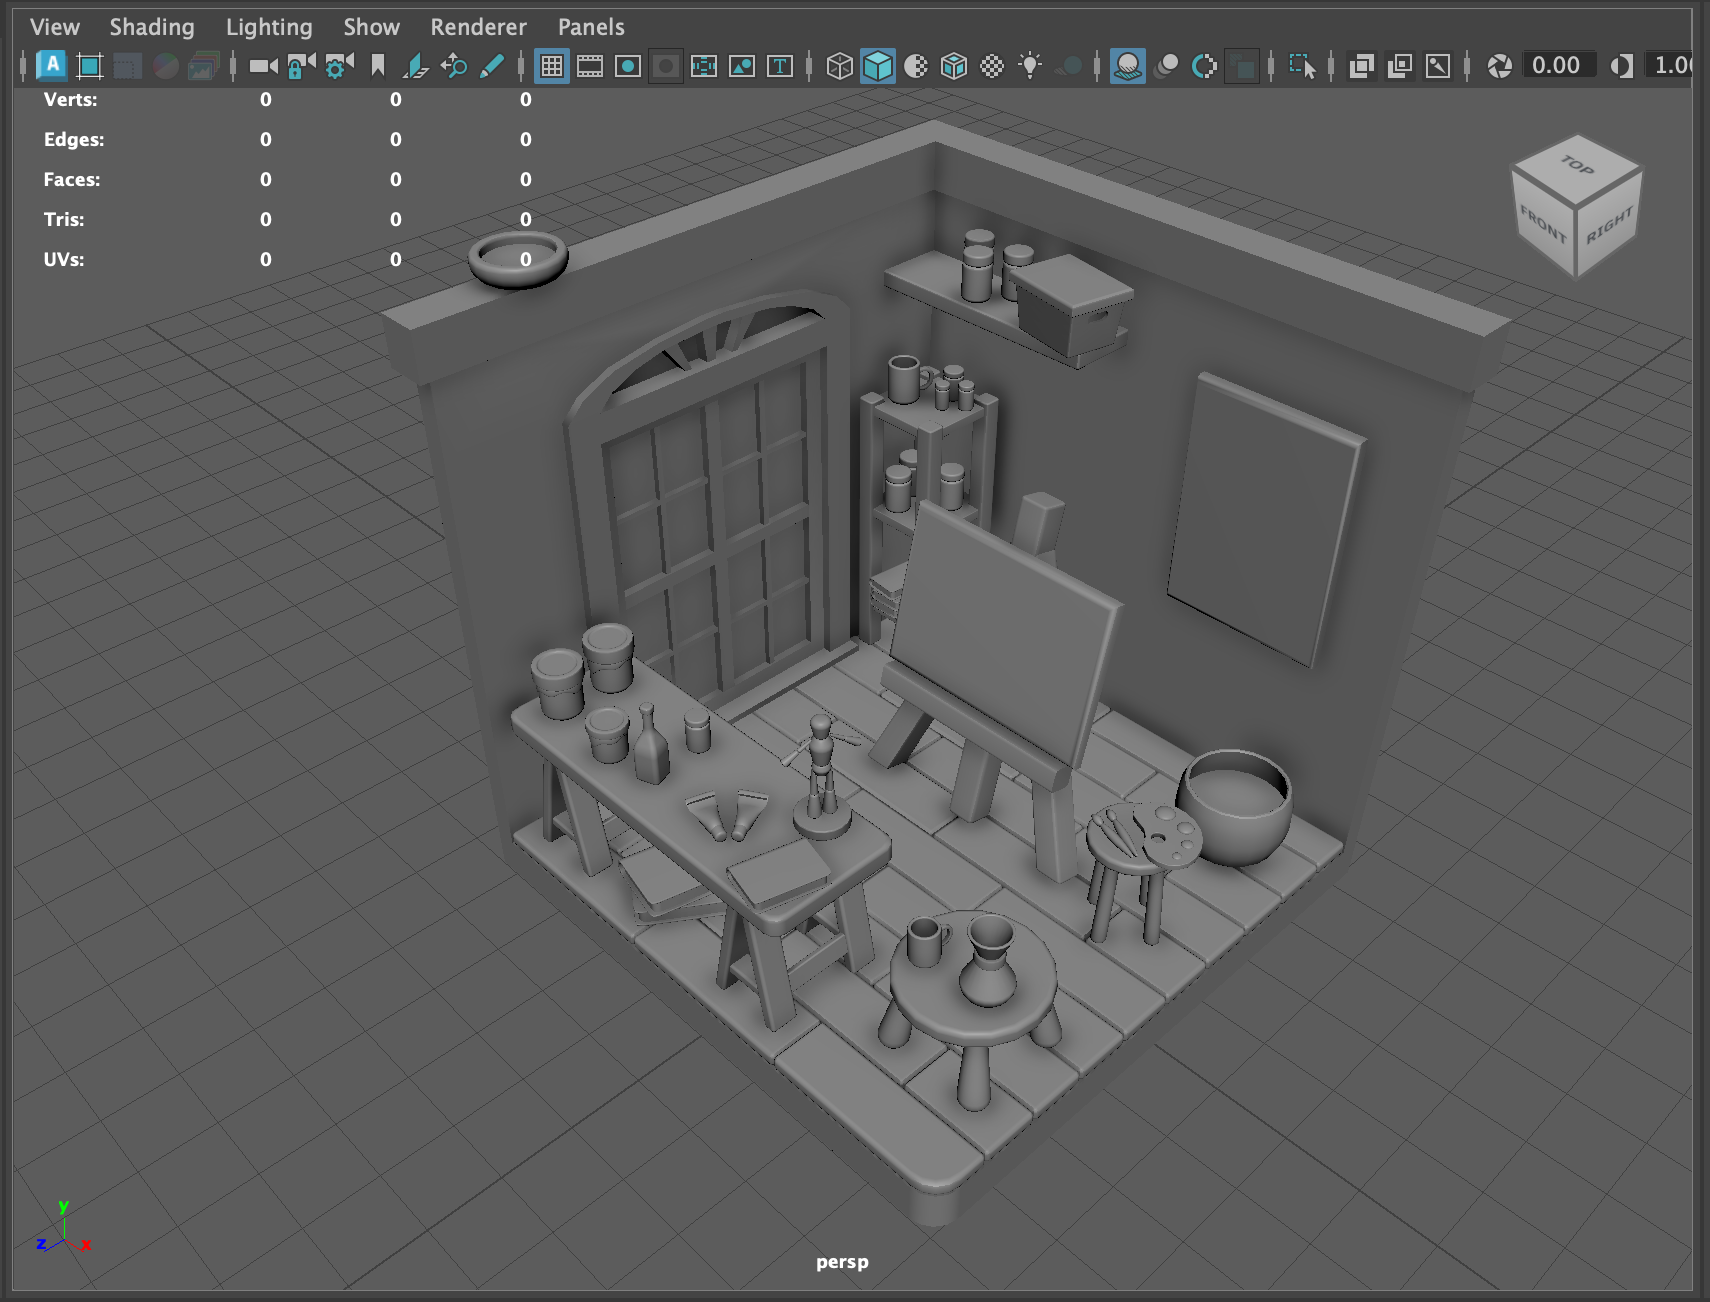 View Shading Lighting Show Renderer Panels
A T 0.00 1.00
Verts: 0 0 0
Edges: 0 0 0
Faces: 0 0 0
Tris: 0 0 0
UVs: 0 0 0
TOP
FRONT RIGHT
y
z x
persp